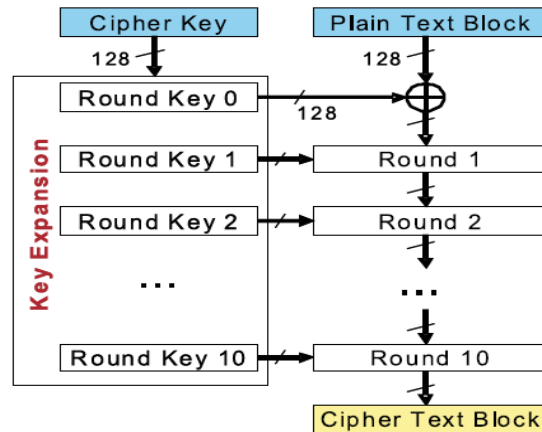 Cipher Key
Plain Text Block
128
128
Round Key 0
128
Round Key 1
Round 1
Round Key 2
Round 2
Key Expansion
...
...
Round Key 10
Round 10
Cipher Text Block